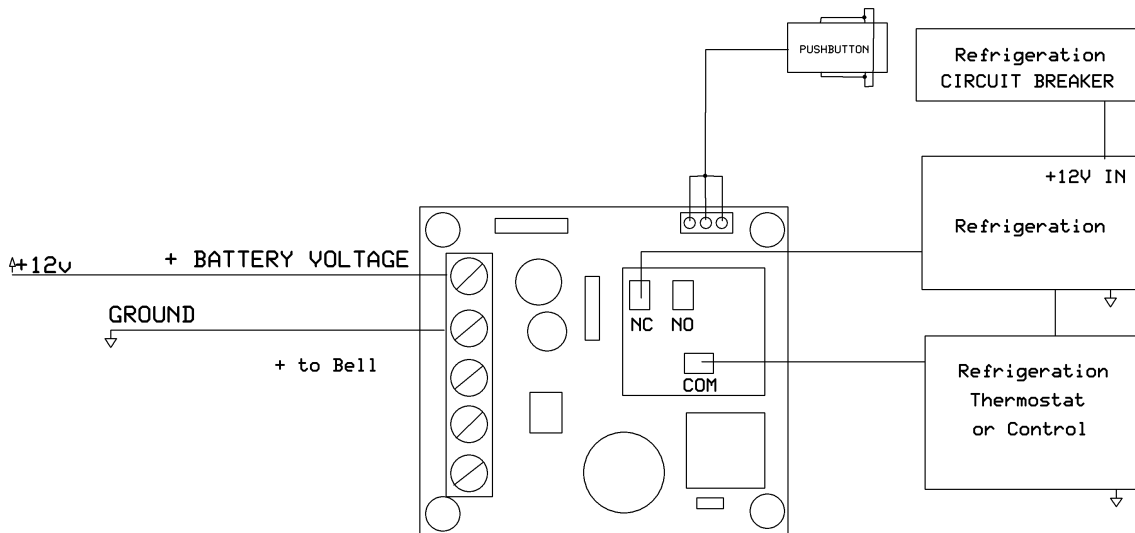 PUSHBUTTON
Refrigeration
CIRCUIT BREAKER
+12V IN
Refrigeration
+12v
+ BATTERY VOLTAGE
GROUND
+ to Bell
NC NO
COM
Refrigeration
Thermostat
or Control